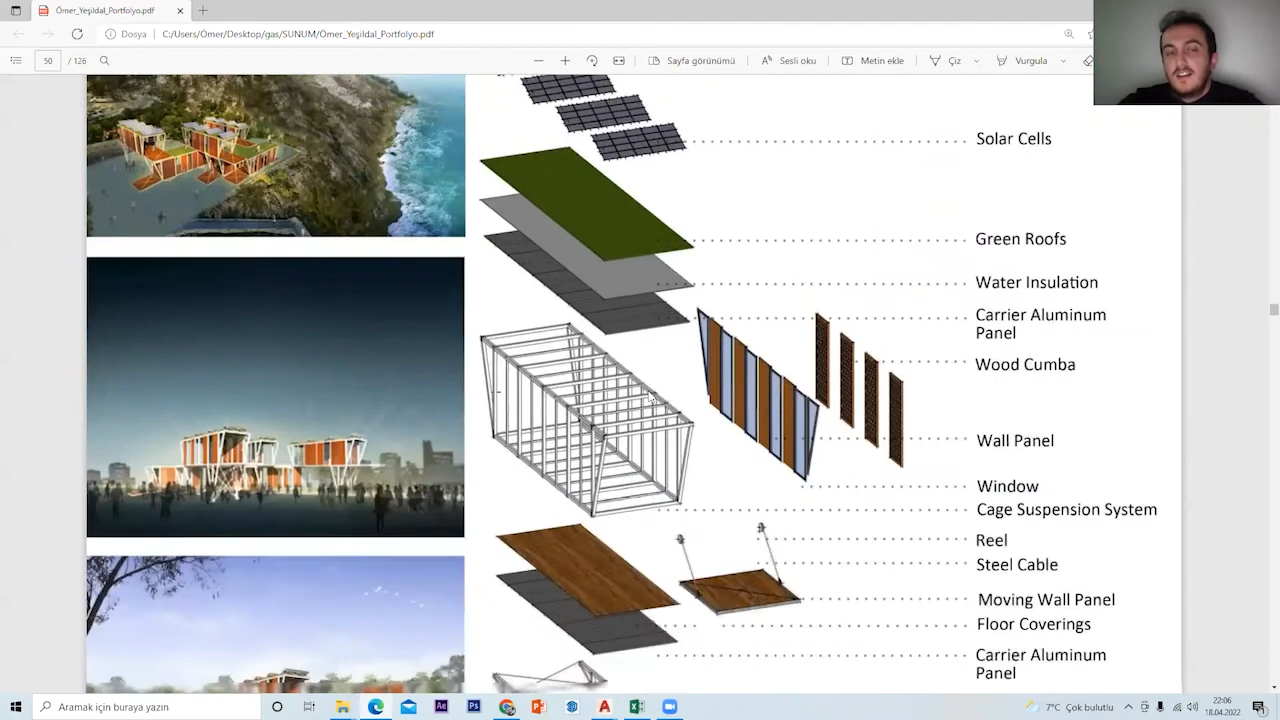 Ömer_Yeşildal_Portfolyo.pdf
Dosya
C:/Users/Ömer/Desktop/gas/SUNUM/Ömer_Yeşildal_Portfolyo.pdf
50
/ 126
Sayfa görünümü
Sesli oku
Metin ekle
Çiz
Vurgula
Solar Cells
Green Roofs
Water Insulation
Carrier Aluminum
Panel
Wood Cumba
Wall Panel
Window
Cage Suspension System
Reel
Steel Cable
Moving Wall Panel
Floor Coverings
Carrier Aluminum
Panel
Aramak için buraya yazın
7°C Çok bulutlu
22:06
18.04.2022